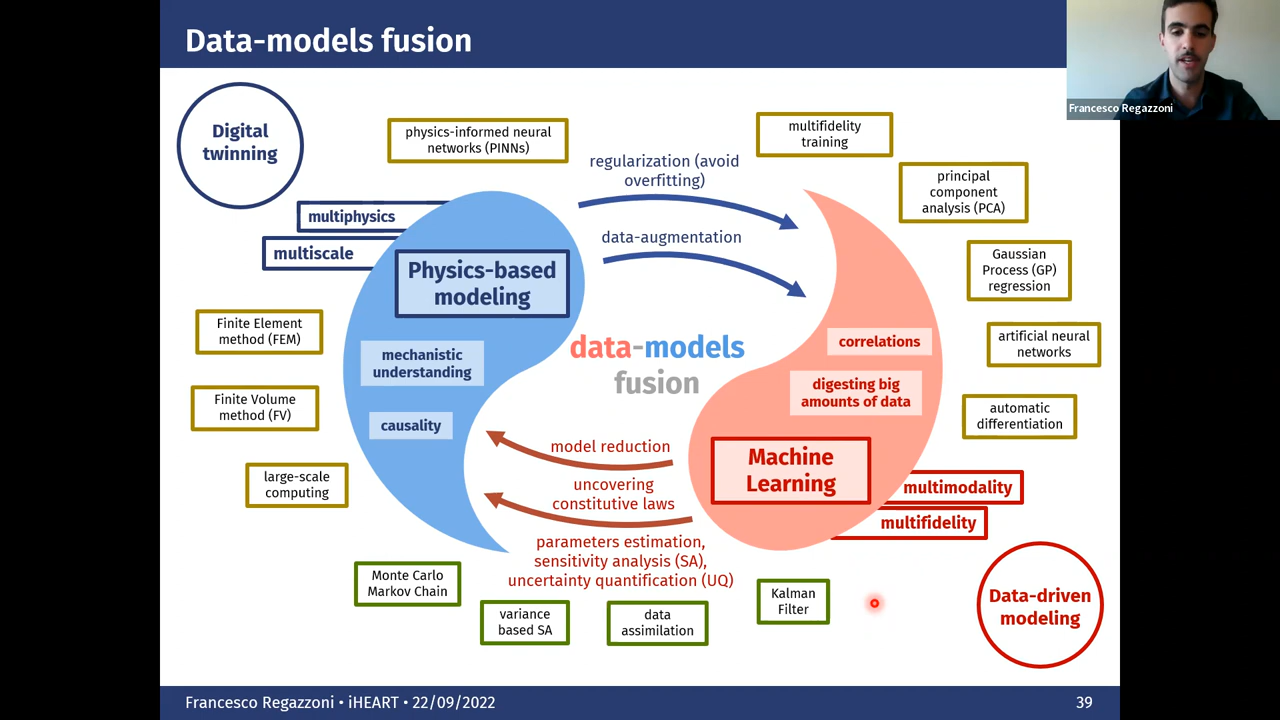 Data-models fusion
Francesco Regazzoni
Digital
twinning
physics-informed neural
networks (PINNs)
regularization (avoid
overfitting)
multifidelity
training
principal
component
analysis (PCA)
multiphysics
multiscale
data-augmentation
Physics-based
modeling
Gaussian
Process (GP)
regression
Finite Element
method (FEM)
mechanistic
understanding
data-models
fusion
correlations
artificial neural
networks
digesting big
amounts of data
Finite Volume
method (FV)
causality
automatic
differentiation
model reduction
Machine
Learning
large-scale
computing
uncovering
constitutive laws
multimodality
multifidelity
parameters estimation,
sensitivity analysis (SA),
uncertainty quantification (UQ)
Monte Carlo
Markov Chain
variance
based SA
data
assimilation
Kalman
Filter
Data-driven
modeling
Francesco Regazzoni • iHEART • 22/09/2022
39